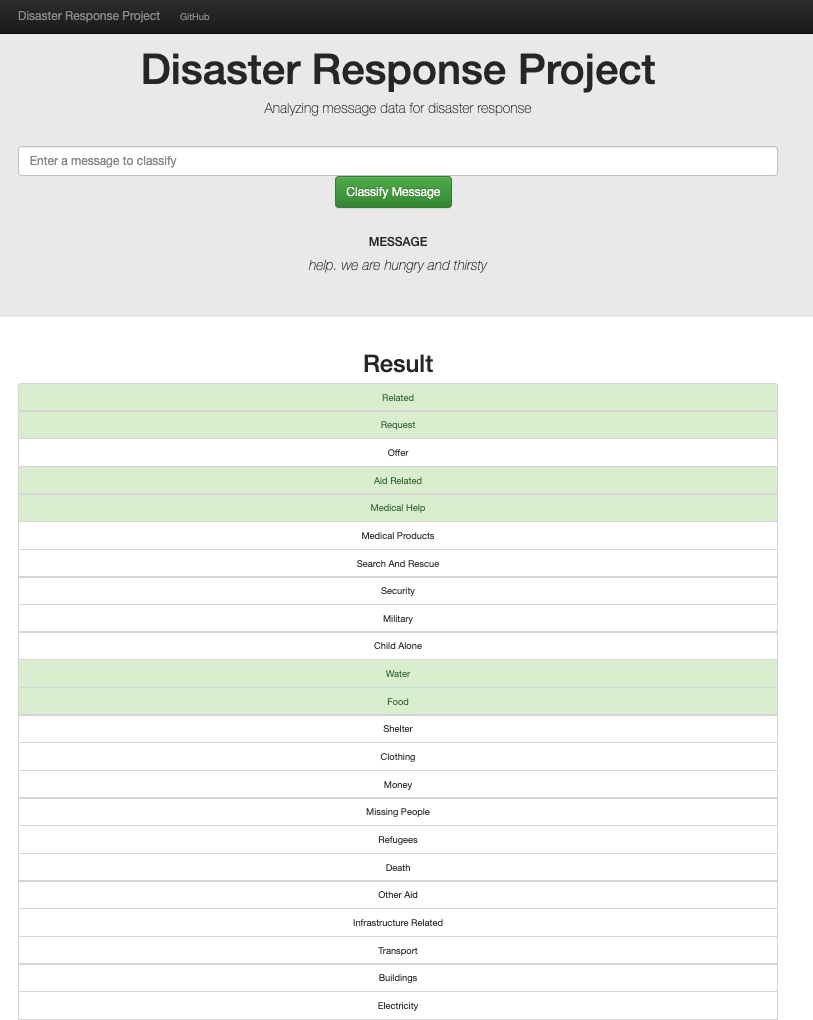 Disaster Response Project GitHub
Disaster Response Project
Analyzing message data for disaster response
Enter a message to classify
Classify Message
MESSAGE
help. we are hungry and thirsty
Result
Related
Request
Offer
Aid Related
Medical Help
Medical Products
Search And Rescue
Security
Military
Child Alone
Water
Food
Shelter
Clothing
Money
Missing People
Refugees
Death
Other Aid
Infrastructure Related
Transport
Buildings
Electricity